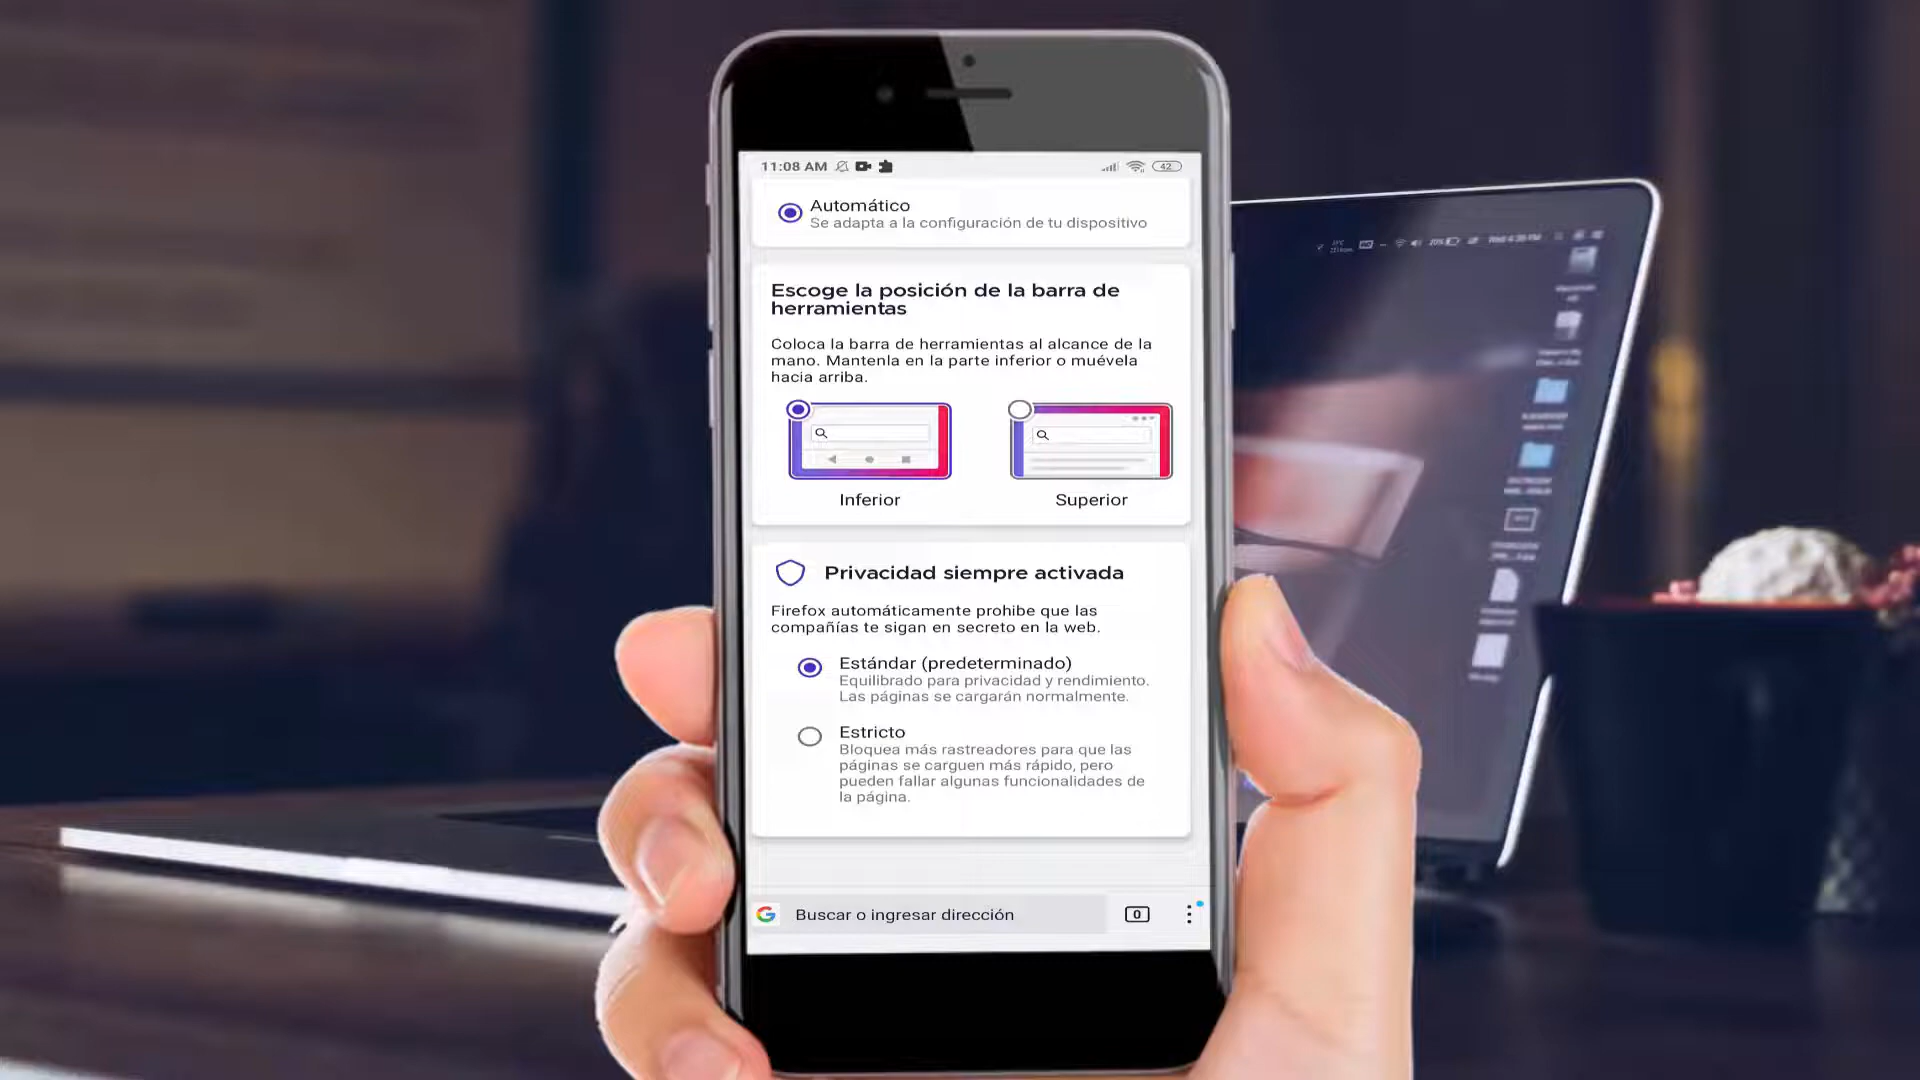 11:08 AM 42
Automático
Se adapta a la configuración de tu dispositivo
Escoge la posición de la barra de
herramientas
Coloca la barra de herramientas al alcance de la
mano. Mantenla en la parte inferior o muévela
hacia arriba.
Inferior Superior
Privacidad siempre activada
Firefox automáticamente prohibe que las
compañías te sigan en secreto en la web.
Estándar (predeterminado)
Equilibrado para privacidad y rendimiento.
Las páginas se cargarán normalmente.
Estricto
Bloquea más rastreadores para que las
páginas se carguen más rápido, pero
pueden fallar algunas funcionalidades de
la página.
G Buscar o ingresar dirección 0